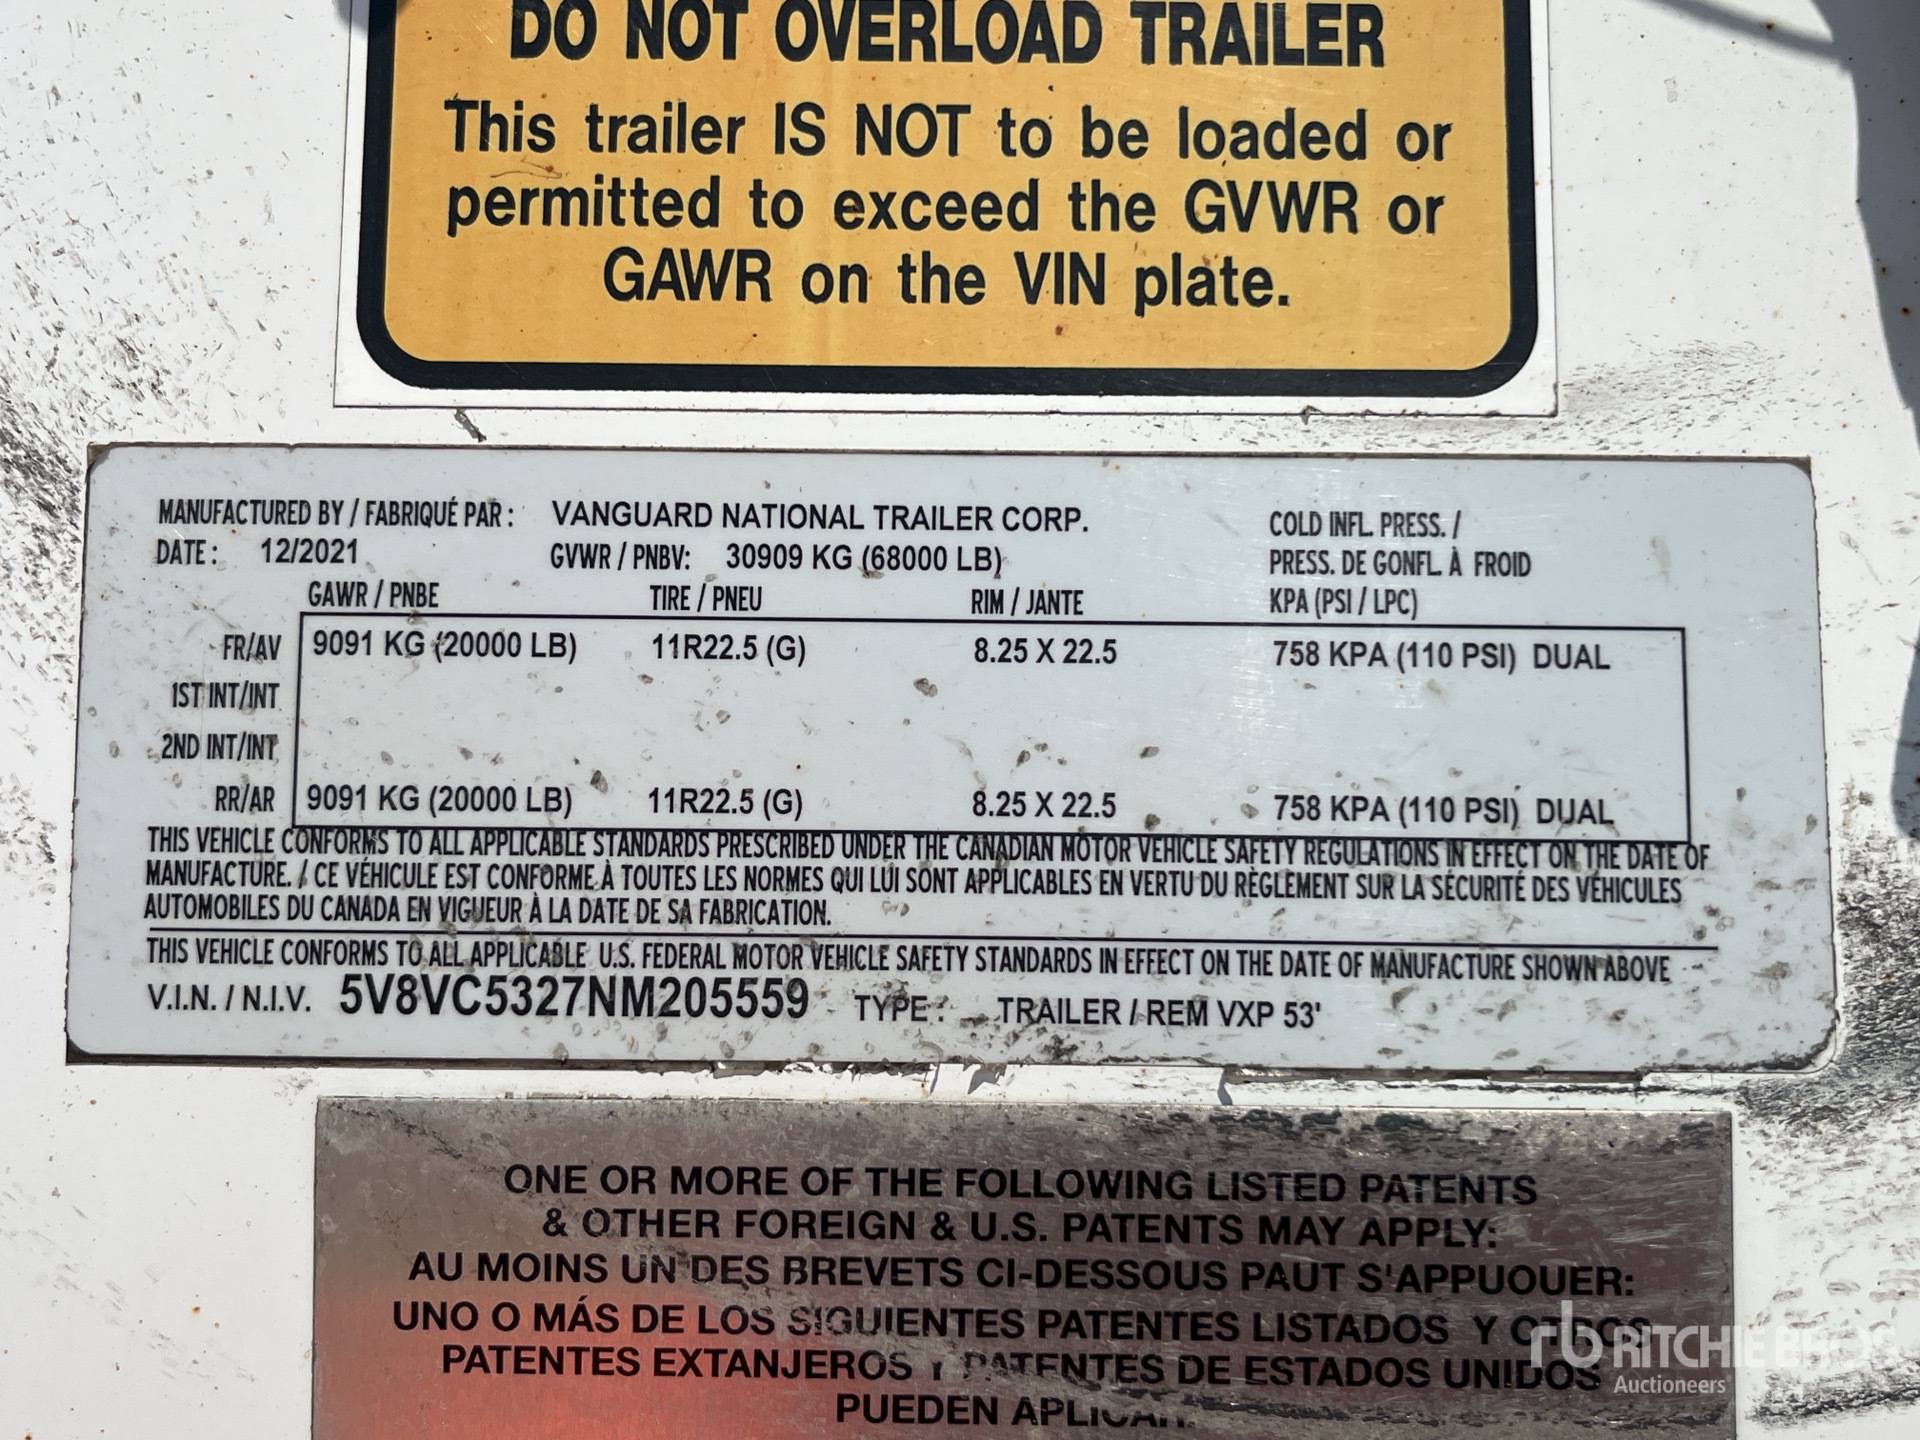 DO NOT OVERLOAD TRAILER
This trailer IS NOT to be loaded or
permitted to exceed the GVWR or
GAWR on the VIN plate.
MANUFACTURED BY / FABRIQUÉ PAR : VANGUARD NATIONAL TRAILER CORP. COLD INFL. PRESS. /
DATE : 12/2021 GVWR / PNBV: 30909 KG (68000 LB) PRESS. DE GONFL. À FROID
GAWR / PNBE TIRE / PNEU RIM / JANTE KPA (PSI / LPC)
FR/AV 9091 KG (20000 LB) 11R22.5 (G) 8.25 X 22.5 758 KPA (110 PSI) DUAL
1ST INT/INT
2ND INT/INT
RR/AR 9091 KG (20000 LB) 11R22.5 (G) 8.25 X 22.5 758 KPA (110 PSI) DUAL
THIS VEHICLE CONFORMS TO ALL APPLICABLE STANDARDS PRESCRIBED UNDER THE CANADIAN MOTOR VEHICLE SAFETY REGULATIONS IN EFFECT ON THE DATE OF
MANUFACTURE. / CE VÉHICULE EST CONFORME À TOUTES LES NORMES QUI LUI SONT APPLICABLES EN VERTU DU RÈGLEMENT SUR LA SÉCURITÉ DES VÉHICULES
AUTOMOBILES DU CANADA EN VIGUEUR À LA DATE DE SA FABRICATION.
THIS VEHICLE CONFORMS TO ALL APPLICABLE U.S. FEDERAL MOTOR VEHICLE SAFETY STANDARDS IN EFFECT ON THE DATE OF MANUFACTURE SHOWN ABOVE
V.I.N. / N.I.V. 5V8VC5327NM205559 TYPE : TRAILER / REM VXP 53'
ONE OR MORE OF THE FOLLOWING LISTED PATENTS
& OTHER FOREIGN & U.S. PATENTS MAY APPLY:
AU MOINS UN DES BREVETS CI-DESSOUS PAUT S'APPUOUER:
UNO O MÁS DE LOS SIGUIENTES PATENTES LISTADOS Y OTROS
PATENTES EXTANJEROS Y PATENTES DE ESTADOS UNIDOS
PUEDEN APLICAR.
rb RITCHIE BROS
Auctioneers